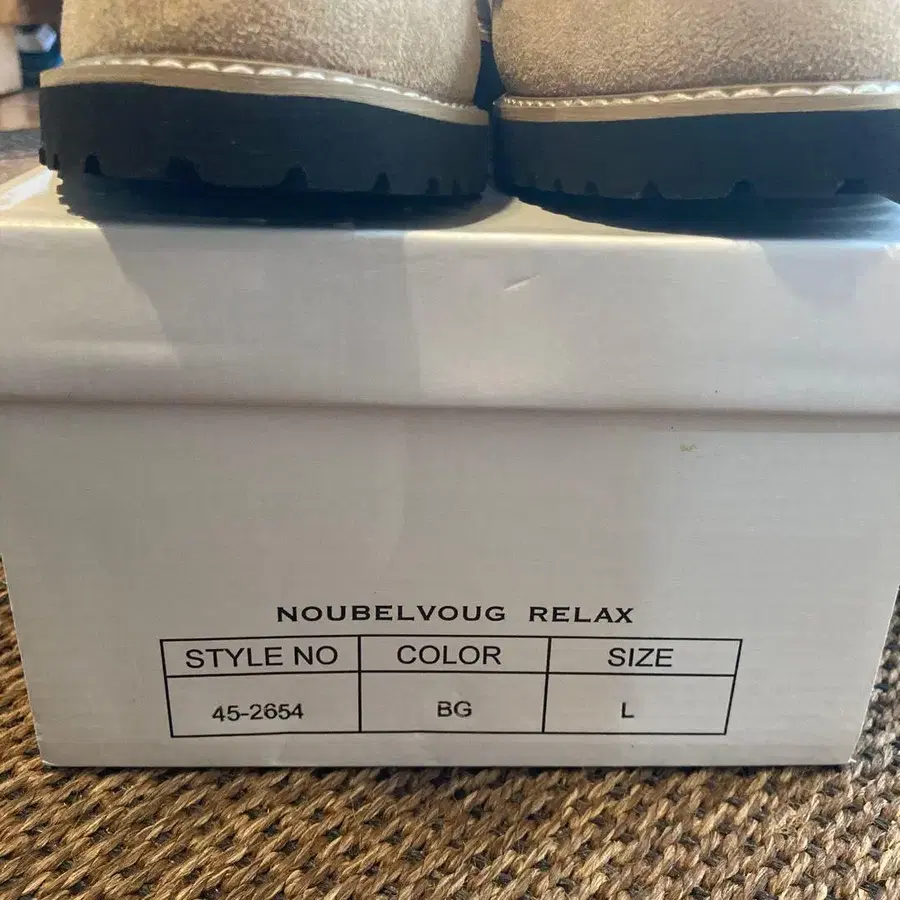 NOUBELVOUG RELAX
STYLE NO COLOR SIZE
45-2654 BG L